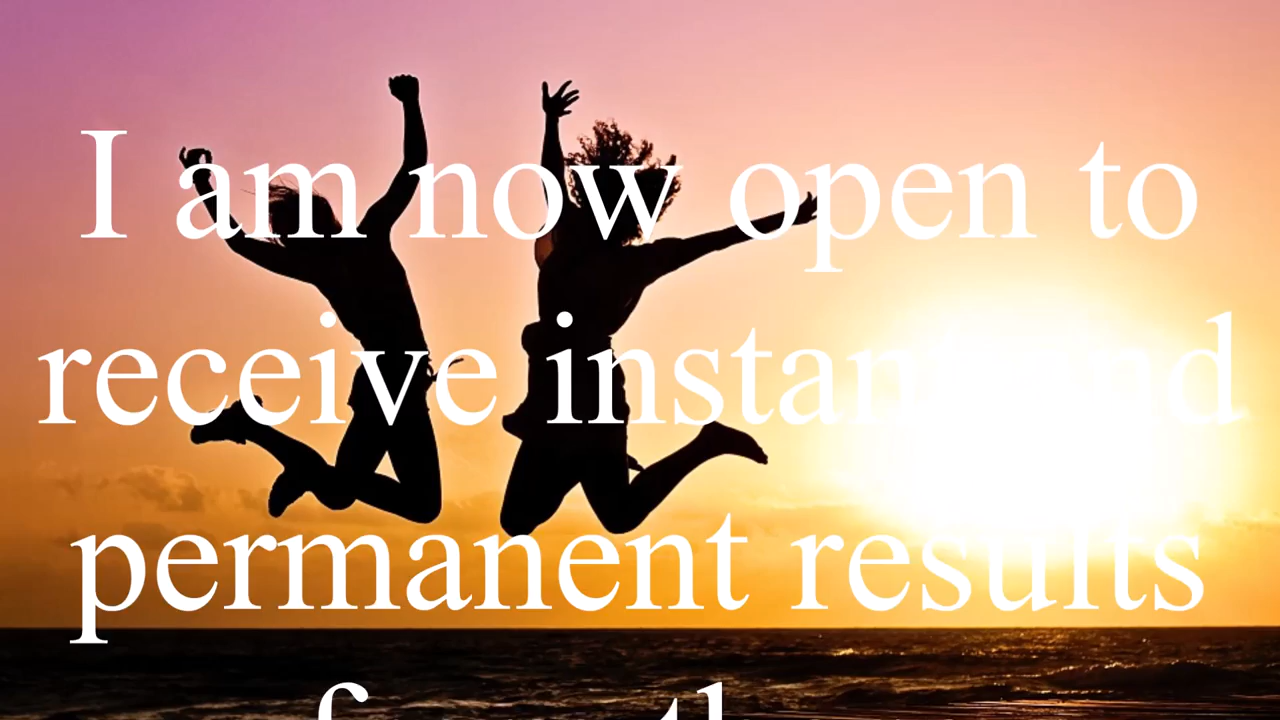 I am now open to
receive instant and
permanent results